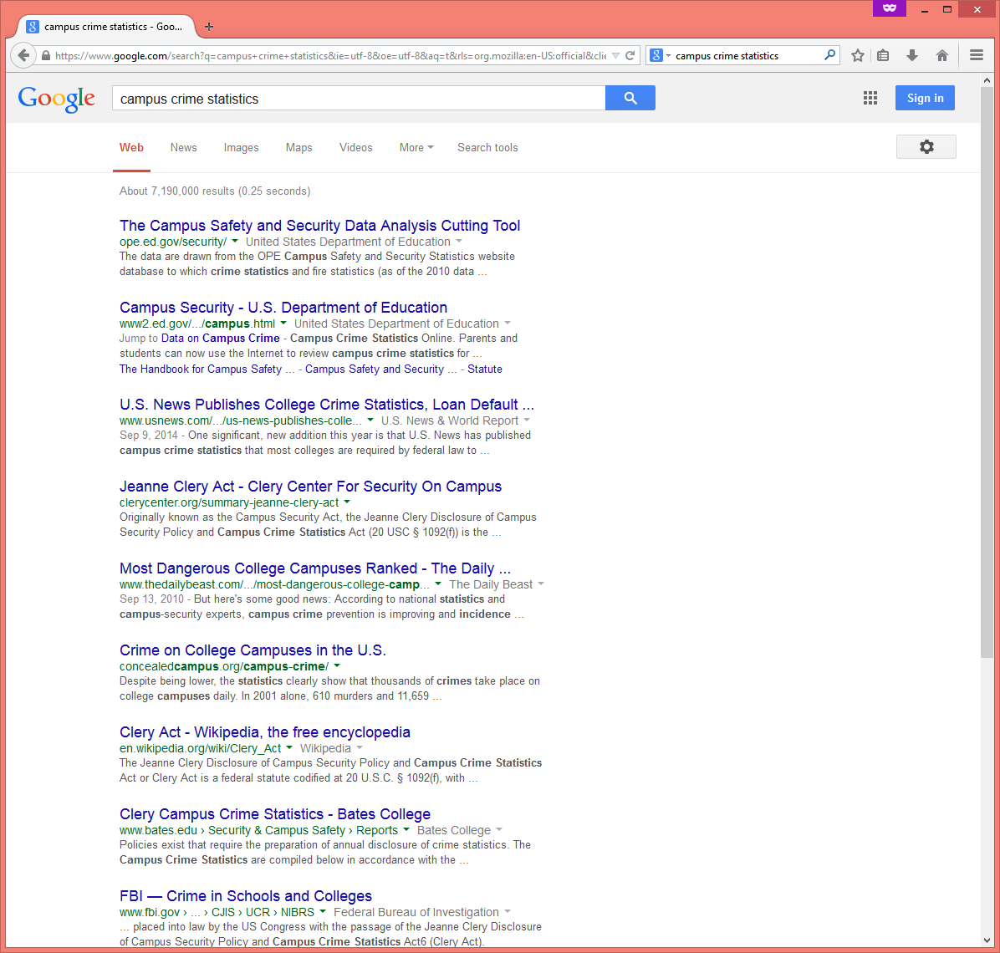 campus crime statistics - Goo...
https://www.google.com/search?q=campus+crime+statistics&ie=utf-8&oe=utf-8&aq=t&rls=org.mozilla:en-US:official&clie
campus crime statistics
Google
campus crime statistics
Sign in
Web News Images Maps Videos More Search tools
About 7,190,000 results (0.25 seconds)
The Campus Safety and Security Data Analysis Cutting Tool
ope.ed.gov/security/ United States Department of Education
The data are drawn from the OPE Campus Safety and Security Statistics website
database to which crime statistics and fire statistics (as of the 2010 data ...
Campus Security - U.S. Department of Education
www2.ed.gov/.../campus.html United States Department of Education
Jump to Data on Campus Crime - Campus Crime Statistics Online. Parents and
students can now use the Internet to review campus crime statistics for ...
The Handbook for Campus Safety ... - Campus Safety and Security ... - Statute
U.S. News Publishes College Crime Statistics, Loan Default ...
www.usnews.com/.../us-news-publishes-colle... U.S. News & World Report
Sep 9, 2014 - One significant, new addition this year is that U.S. News has published
campus crime statistics that most colleges are required by federal law to ...
Jeanne Clery Act - Clery Center For Security On Campus
clerycenter.org/summary-jeanne-clery-act
Originally known as the Campus Security Act, the Jeanne Clery Disclosure of Campus
Security Policy and Campus Crime Statistics Act (20 USC § 1092(f)) is the ...
Most Dangerous College Campuses Ranked - The Daily ...
www.thedailybeast.com/.../most-dangerous-college-camp... The Daily Beast
Sep 13, 2010 - But here's some good news: According to national statistics and
campus-security experts, campus crime prevention is improving and incidence ...
Crime on College Campuses in the U.S.
concealedcampus.org/campus-crime/
Despite being lower, the statistics clearly show that thousands of crimes take place on
college campuses daily. In 2001 alone, 610 murders and 11,659 ...
Clery Act - Wikipedia, the free encyclopedia
en.wikipedia.org/wiki/Clery_Act Wikipedia
The Jeanne Clery Disclosure of Campus Security Policy and Campus Crime Statistics
Act or Clery Act is a federal statute codified at 20 U.S.C. § 1092(f), with ...
Clery Campus Crime Statistics - Bates College
www.bates.edu › Security & Campus Safety › Reports Bates College
Policies exist that require the preparation of annual disclosure of crime statistics. The
Campus Crime Statistics are compiled below in accordance with the ...
FBI — Crime in Schools and Colleges
www.fbi.gov › ... › CJIS › UCR › NIBRS Federal Bureau of Investigation
... placed into law by the US Congress with the passage of the Jeanne Clery Disclosure
of Campus Security Policy and Campus Crime Statistics Act6 (Clery Act).